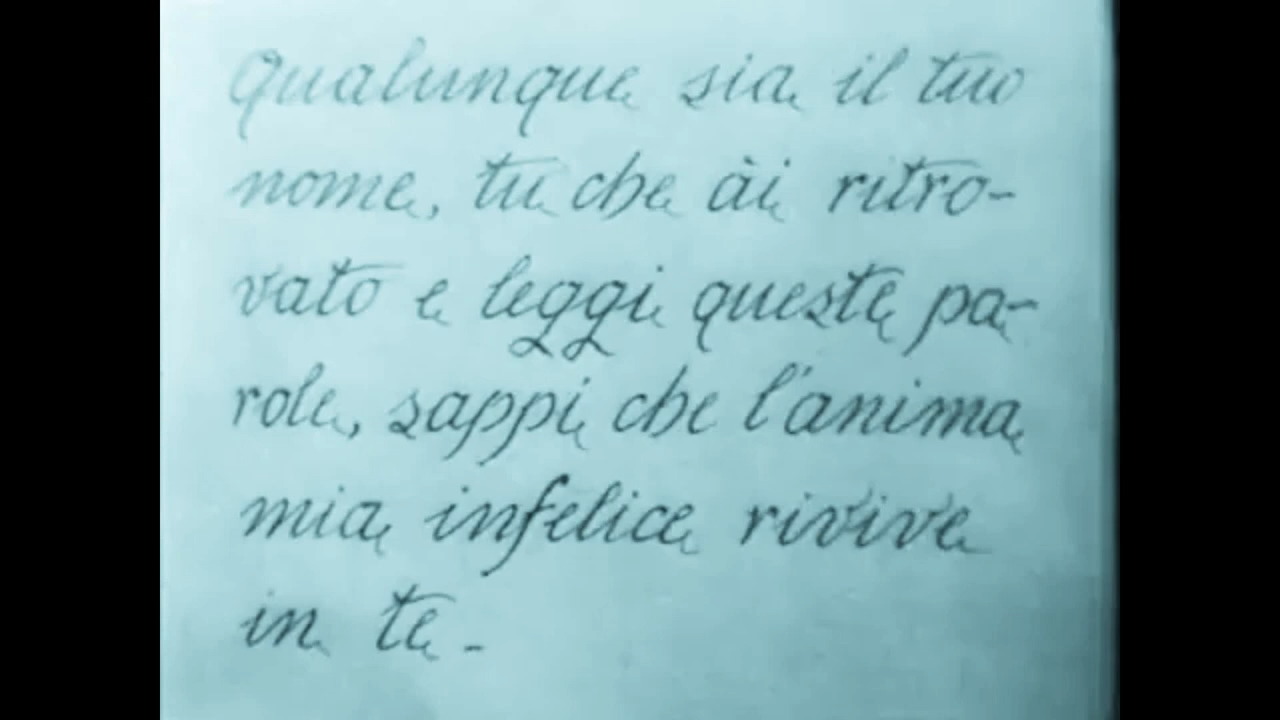 Qualunque sia il tuo
nome, tu che ài ritro-
vato e leggi queste pa-
role, sappi che l'anima
mia infelice rivive
in te.-